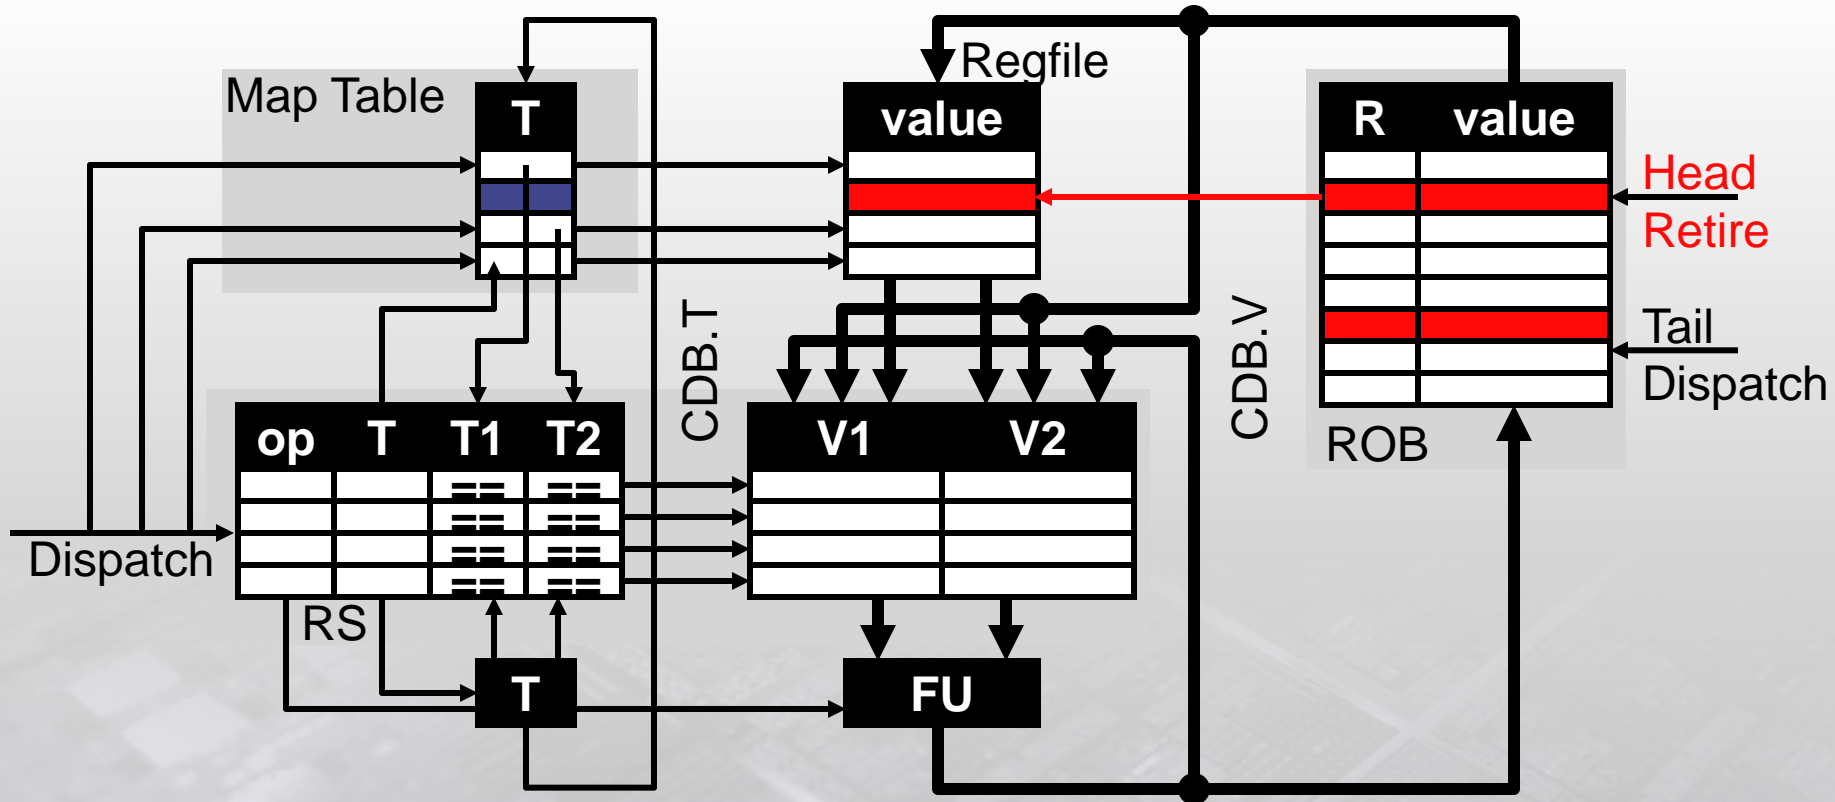 Regfile
Map Table
T
value
R value
Head
Retire
CDB.T
CDB.V
Tail
Dispatch
op T T1 T2
V1 V2
ROB
== ==
== ==
== ==
== ==
Dispatch
RS
T
FU